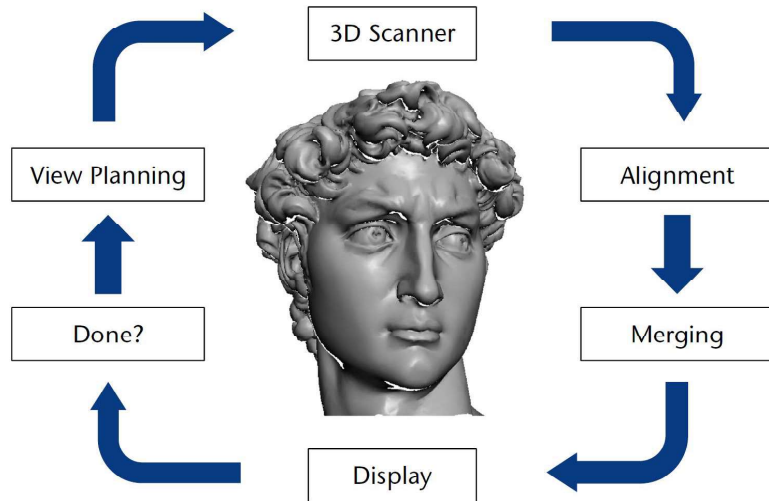 3D Scanner
View Planning
Alignment
Done?
Merging
Display